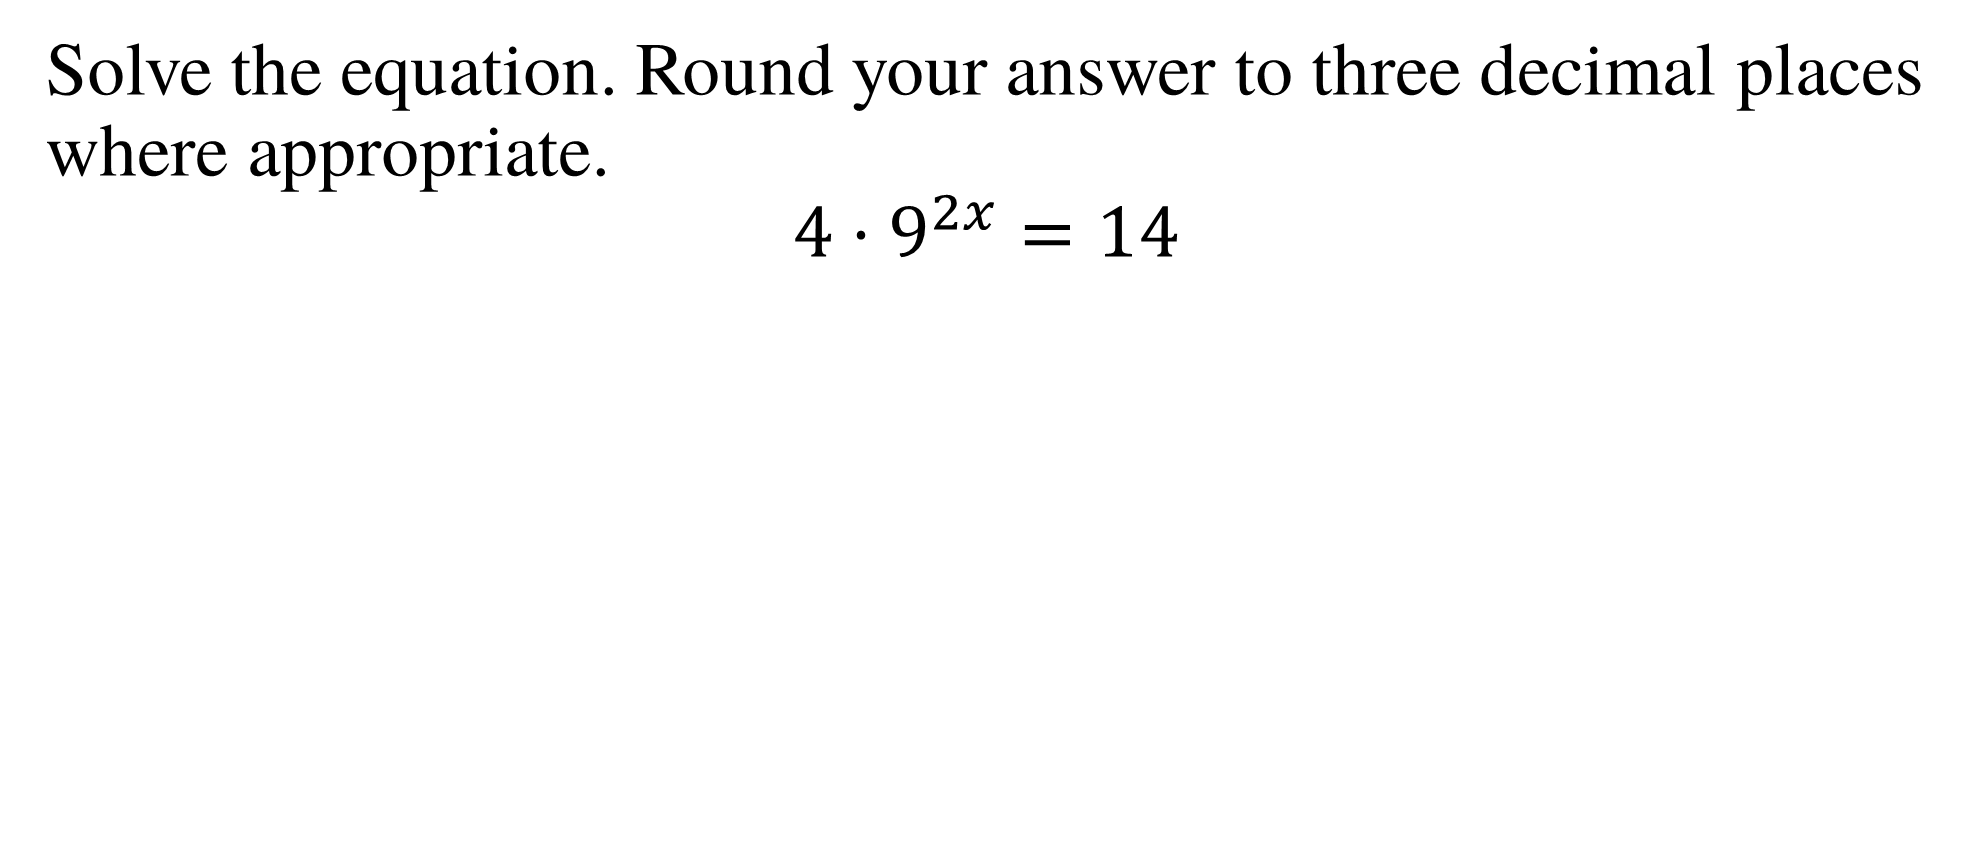 Solve the equation. Round your answer to three decimal places
where appropriate.
4 · 9^{2x} = 14